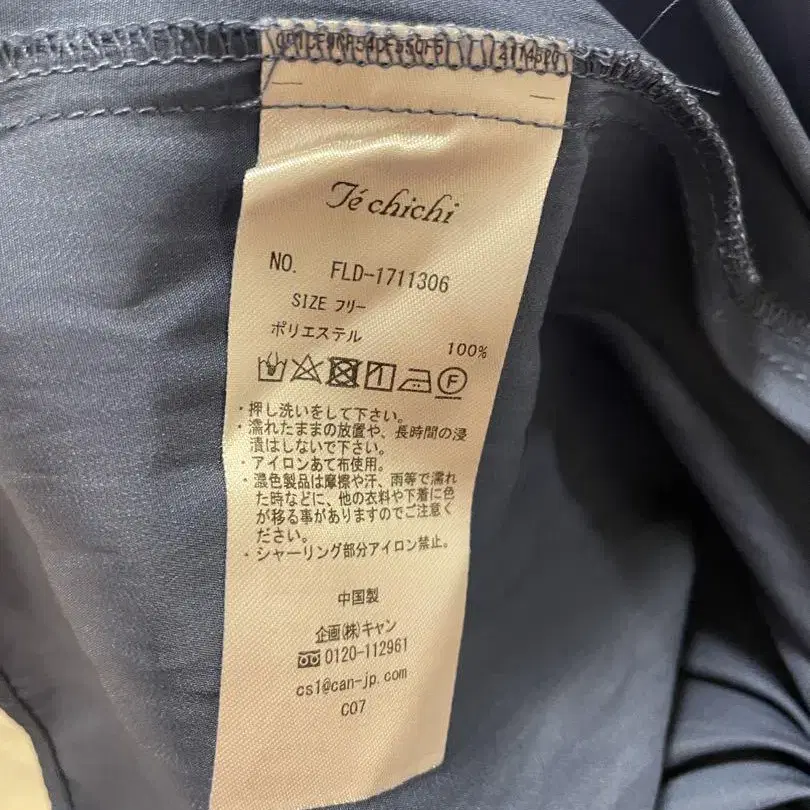 Té chichi
NO. FLD-1711306
SIZE フリー
ポリエステル
100%
F
・押し洗いをして下さい。
・濡れたままの放置や、長時間の浸
漬はしないで下さい。
・アイロンあて布使用。
・濃色製品は摩擦や汗、雨等で濡れ
た時などに、他の衣料や下着に色
が移る事がありますのでご注意く
ださい。
・シャーリング部分アイロン禁止。
中国製
企画(株)キャン
0120-112961
cs1@can-jp.com
C07